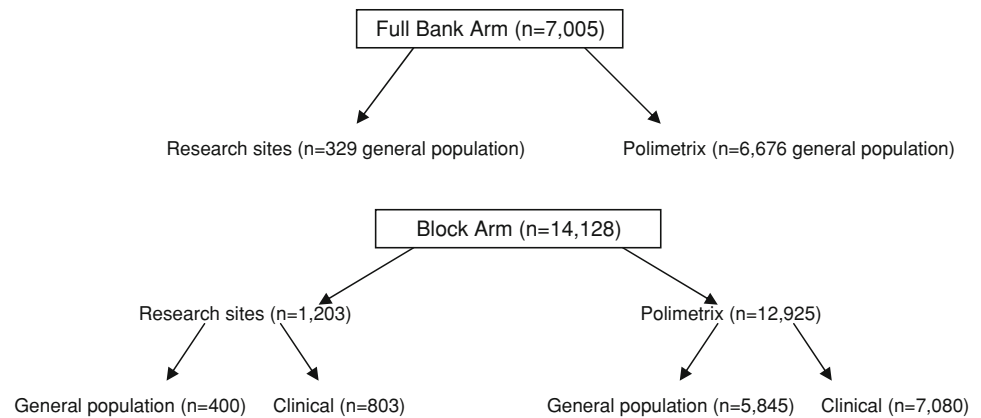 Full Bank Arm (n=7,005)
Research sites (n=329 general population)
Polimetrix (n=6,676 general population)
Block Arm (n=14,128)
Research sites (n=1,203)
Polimetrix (n=12,925)
General population (n=400)
Clinical (n=803)
General population (n=5,845)
Clinical (n=7,080)